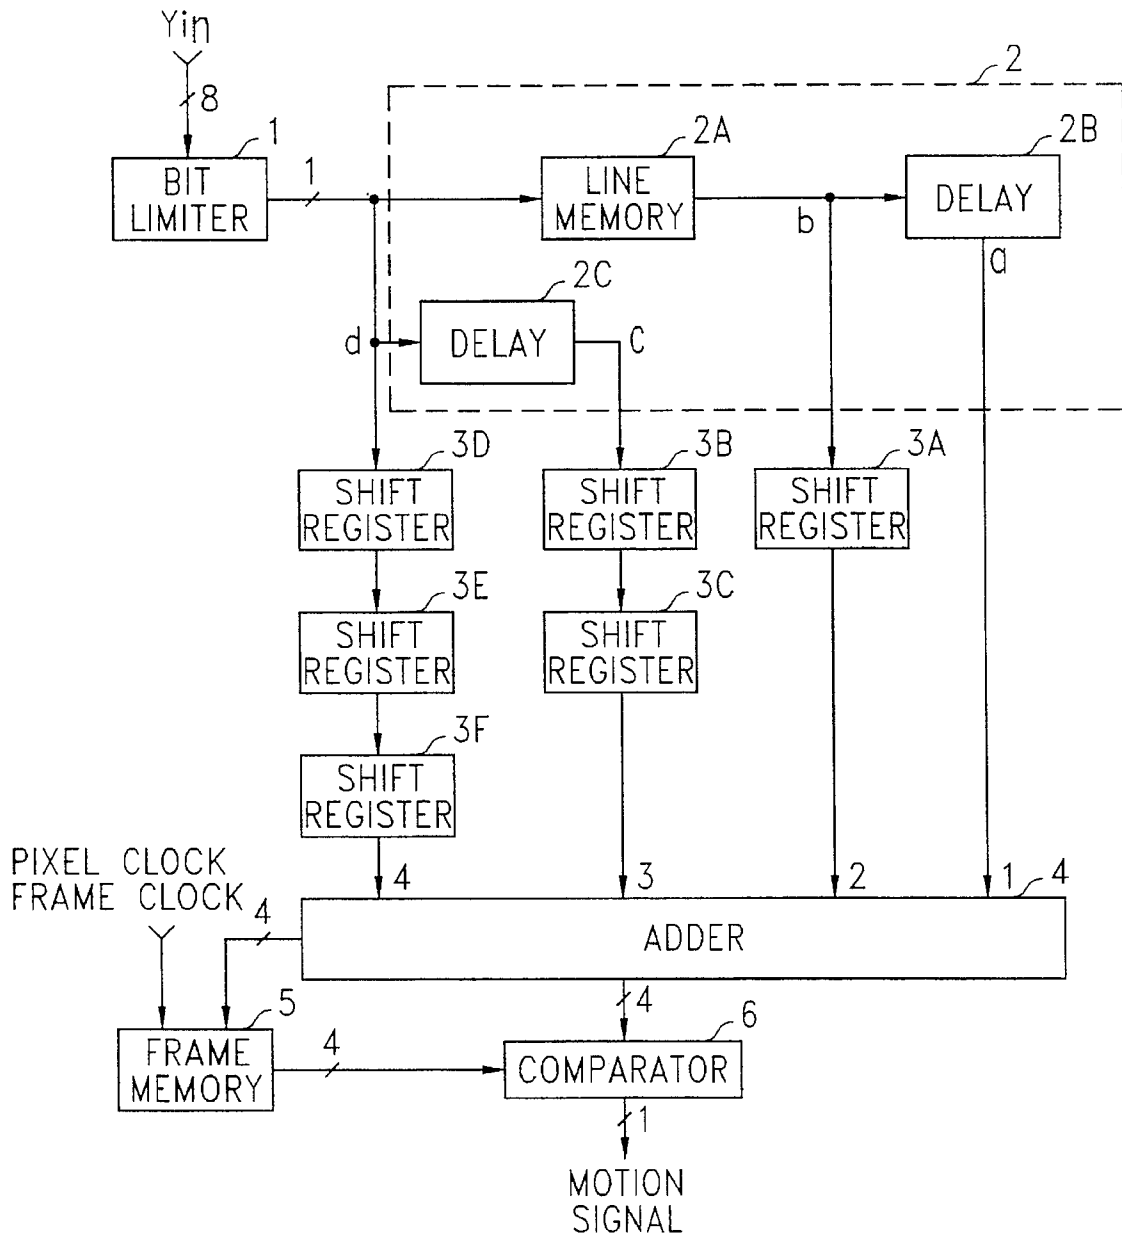 Yin
8
2
1
BIT
LIMITER
1
2A
LINE
MEMORY
b
2B
DELAY
a
2C
d
DELAY
C
3D
SHIFT
REGISTER
3B
SHIFT
REGISTER
3A
SHIFT
REGISTER
3E
SHIFT
REGISTER
3C
SHIFT
REGISTER
3F
SHIFT
REGISTER
PIXEL CLOCK
FRAME CLOCK
4
3
2
1
4
4
ADDER
4
5
FRAME
MEMORY
4
6
COMPARATOR
1
MOTION
SIGNAL